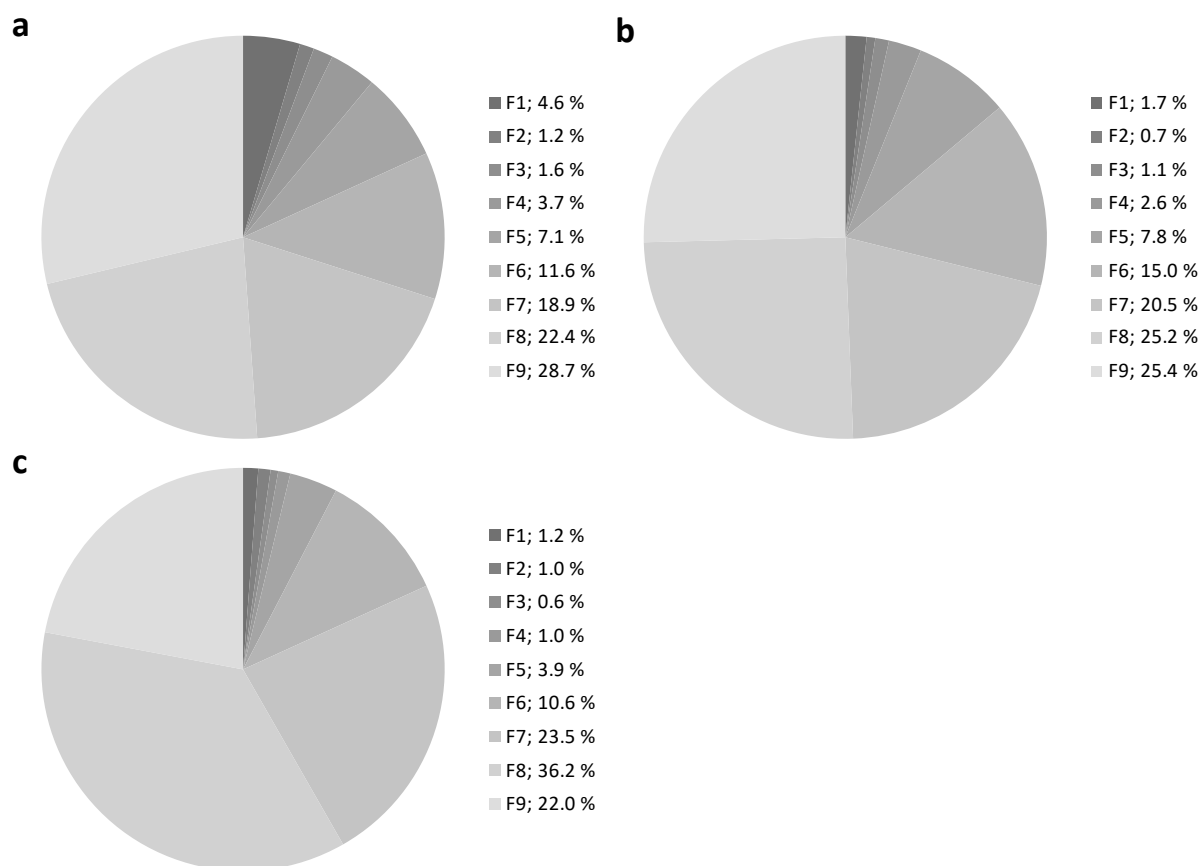 a
F1; 4.6 %
F2; 1.2 %
F3; 1.6 %
F4; 3.7 %
F5; 7.1 %
F6; 11.6 %
F7; 18.9 %
F8; 22.4 %
F9; 28.7 %
b
F1; 1.7 %
F2; 0.7 %
F3; 1.1 %
F4; 2.6 %
F5; 7.8 %
F6; 15.0 %
F7; 20.5 %
F8; 25.2 %
F9; 25.4 %
c
F1; 1.2 %
F2; 1.0 %
F3; 0.6 %
F4; 1.0 %
F5; 3.9 %
F6; 10.6 %
F7; 23.5 %
F8; 36.2 %
F9; 22.0 %